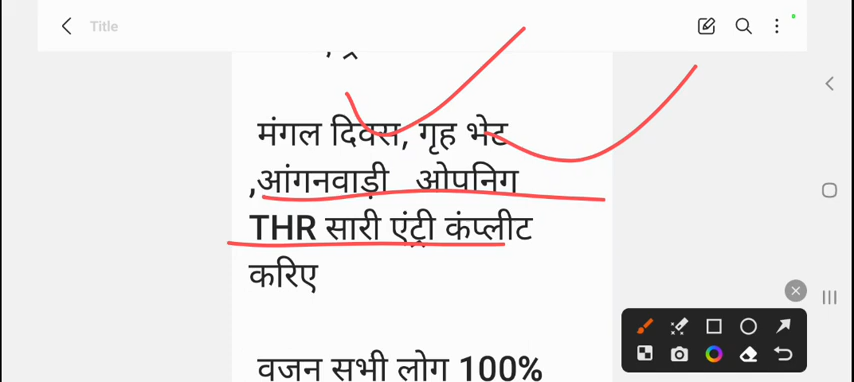 Title
मंगल दिवस, गृह भेट
,आंगनवाड़ी ओपनिग
THR सारी एंट्री कंप्लीट
करिए
वजन सभी लोग 100%